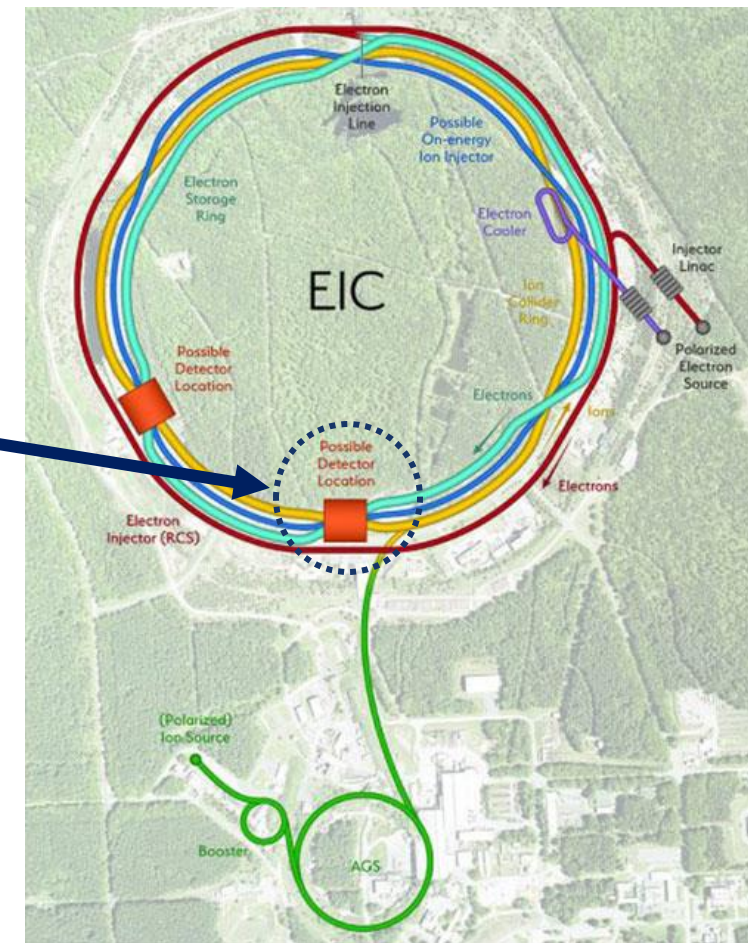 Electron
Injection
Line
Possible
On-energy
Ion Injector
Electron
Storage
Ring
Electron
Cooler
Injector
Linac
EIC
Ion
Collider
Ring
Polarized
Electron
Source
Possible
Detector
Location
Electrons
Ions
Possible
Detector
Location
Electrons
Electron
Injector (RCS)
(Polarized)
Ion Source
Booster
AGS